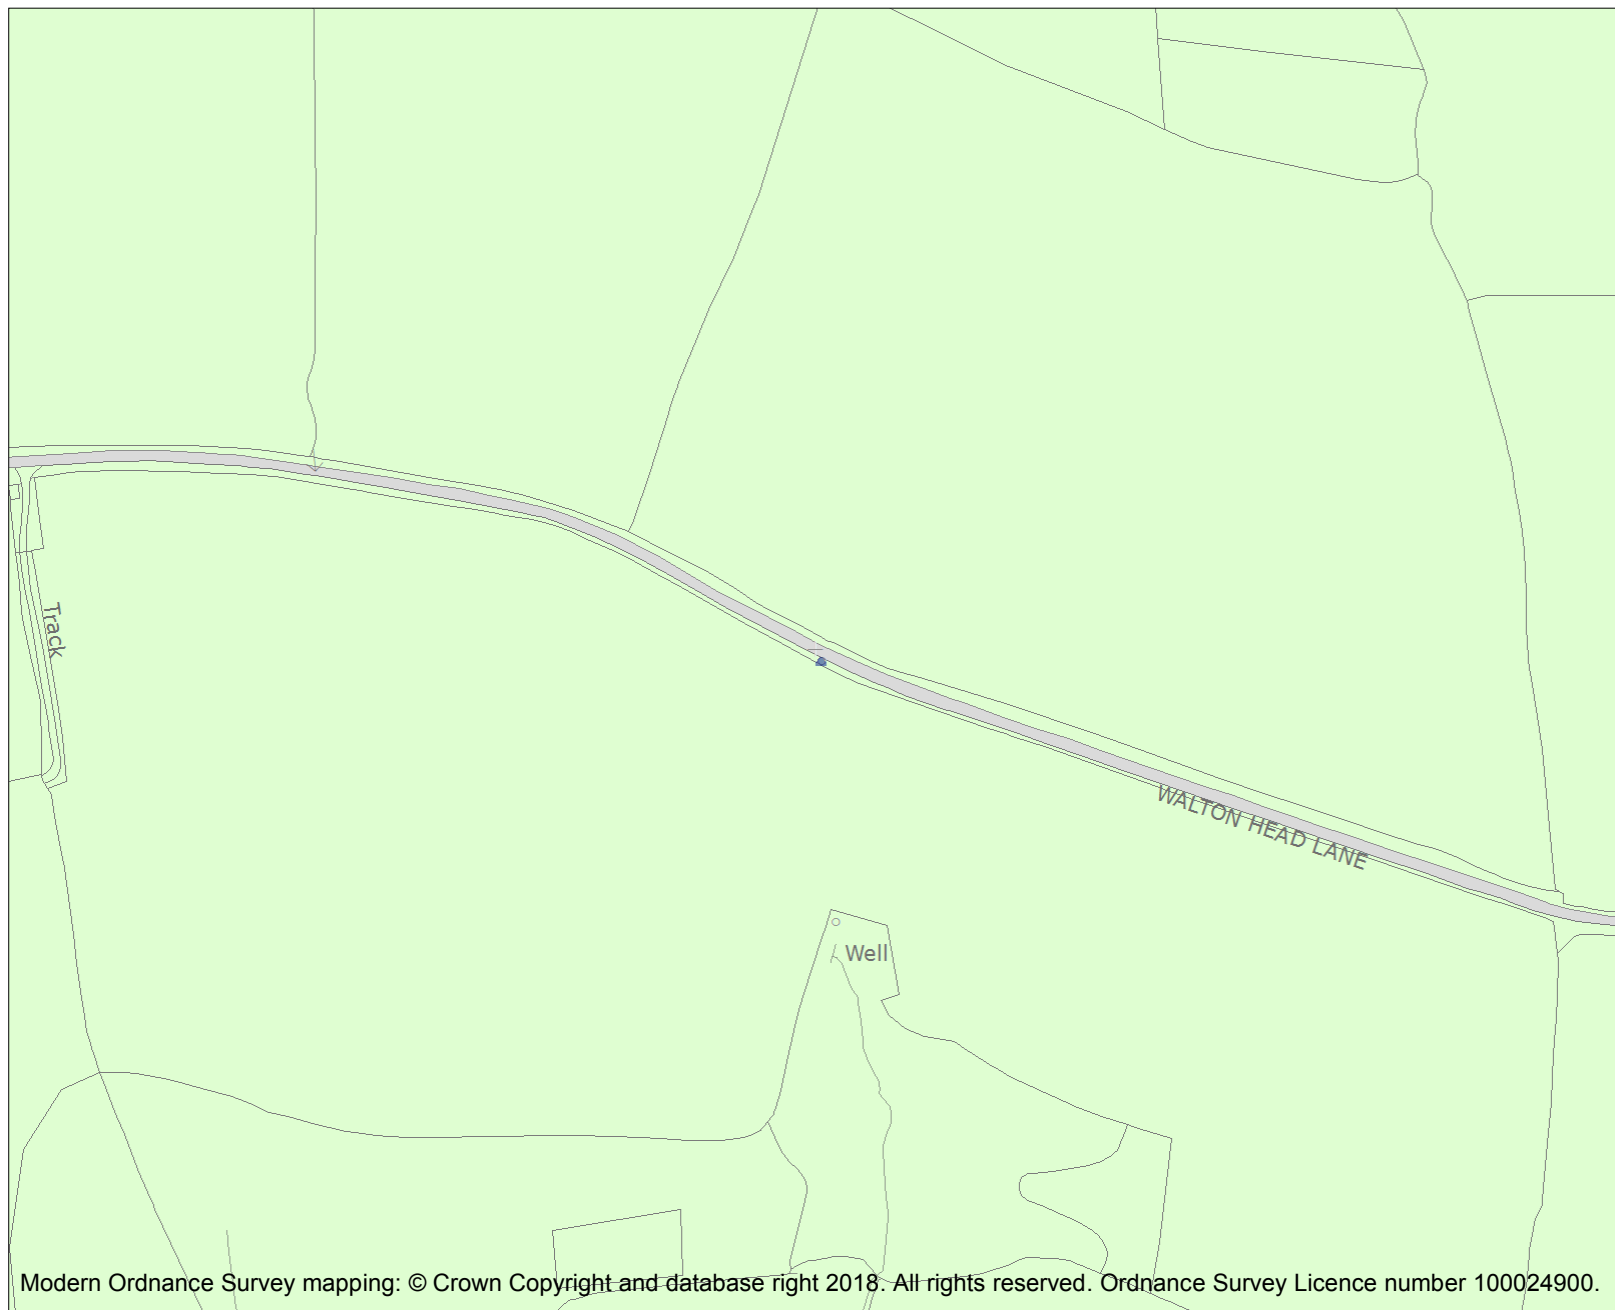 Track
WALTON HEAD LANE
Well
Modern Ordnance Survey mapping: © Crown Copyright and database right 2018. All rights reserved. Ordnance Survey Licence number 100024900.